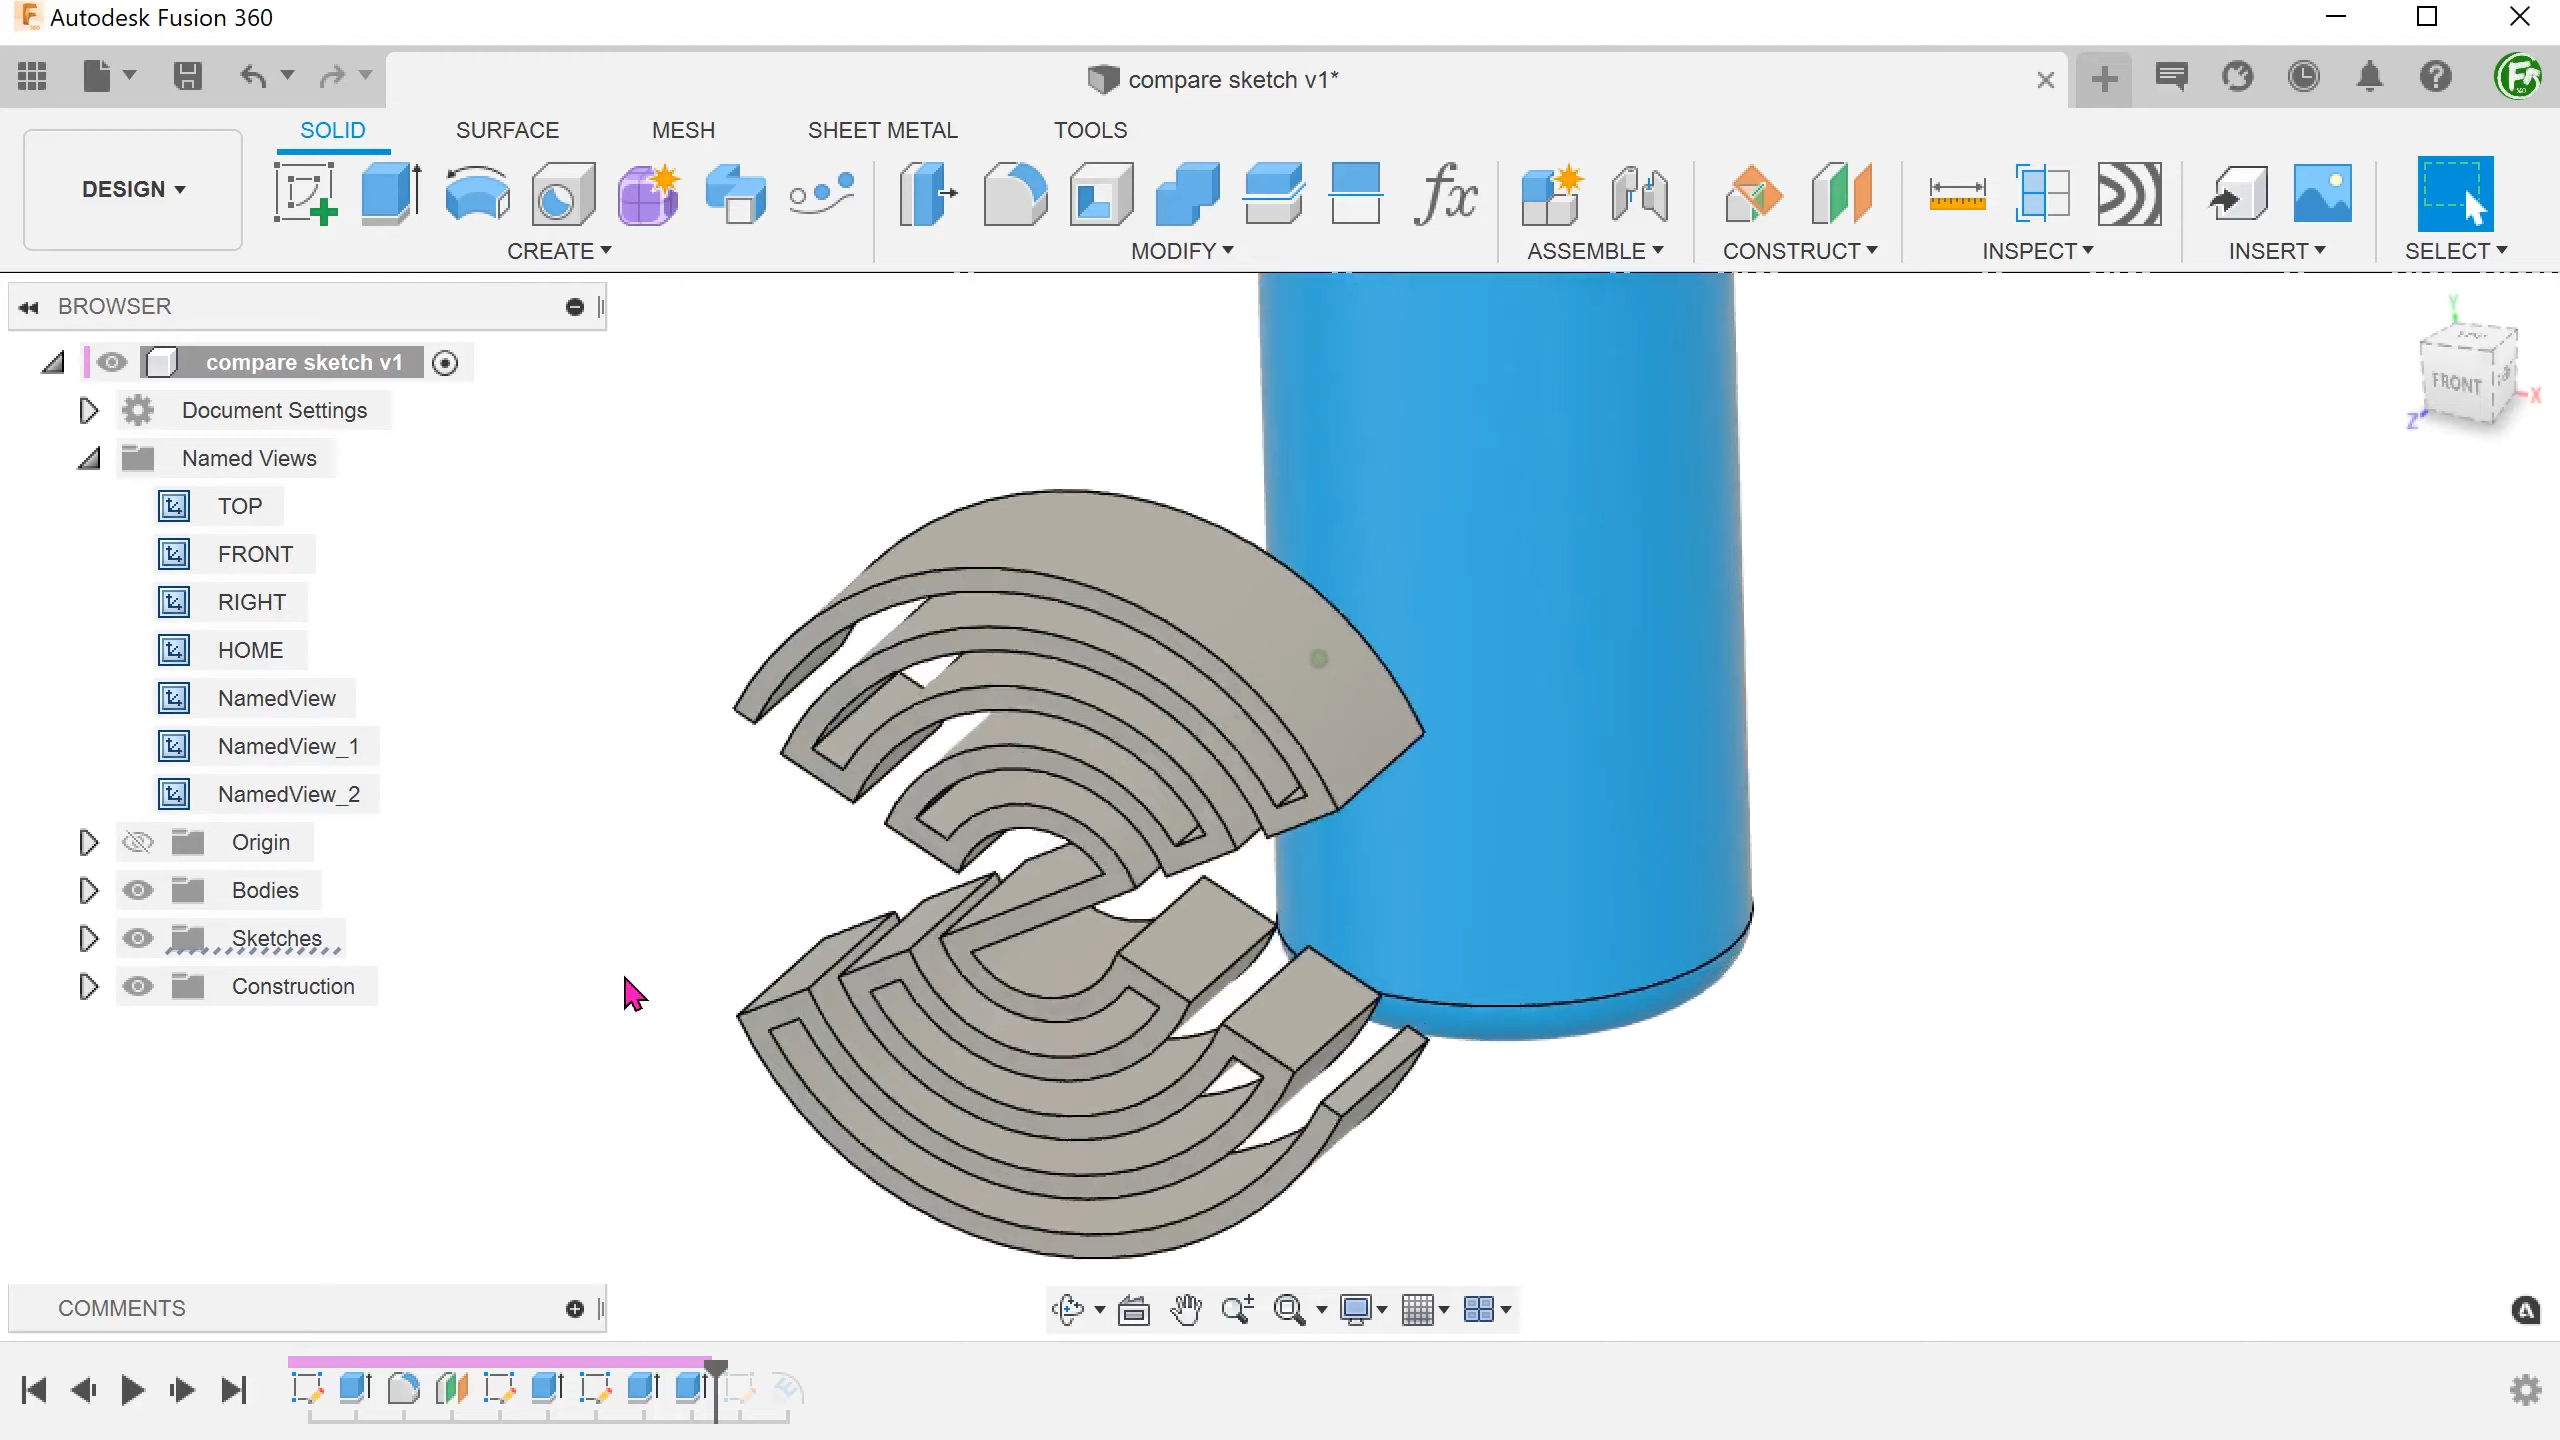 Autodesk Fusion 360
compare sketch v1*
SOLID SURFACE MESH SHEET METAL TOOLS
DESIGN
CREATE MODIFY ASSEMBLE CONSTRUCT INSPECT INSERT SELECT
fx
BROWSER
compare sketch v1
Document Settings
Named Views
TOP
FRONT
RIGHT
HOME
NamedView
NamedView_1
NamedView_2
Origin
Bodies
Sketches
Construction
Y
TOP
FRONT
X
Z
COMMENTS